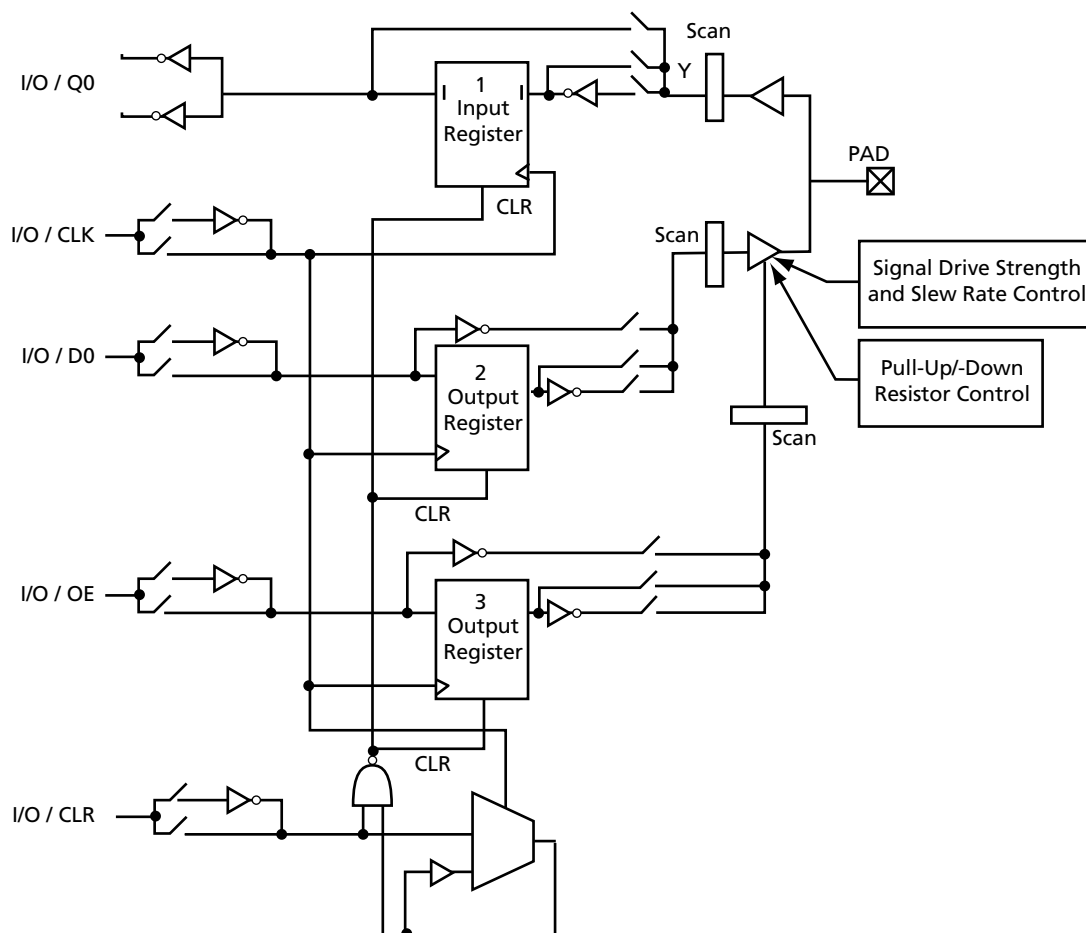 Scan
I/O / Q0
Y
1
Input
Register
PAD
CLR
I/O / CLK
Scan
Signal Drive Strength
and Slew Rate Control
I/O / D0
2
Output
Register
Pull-Up/-Down
Resistor Control
Scan
CLR
I/O / OE
3
Output
Register
CLR
I/O / CLR